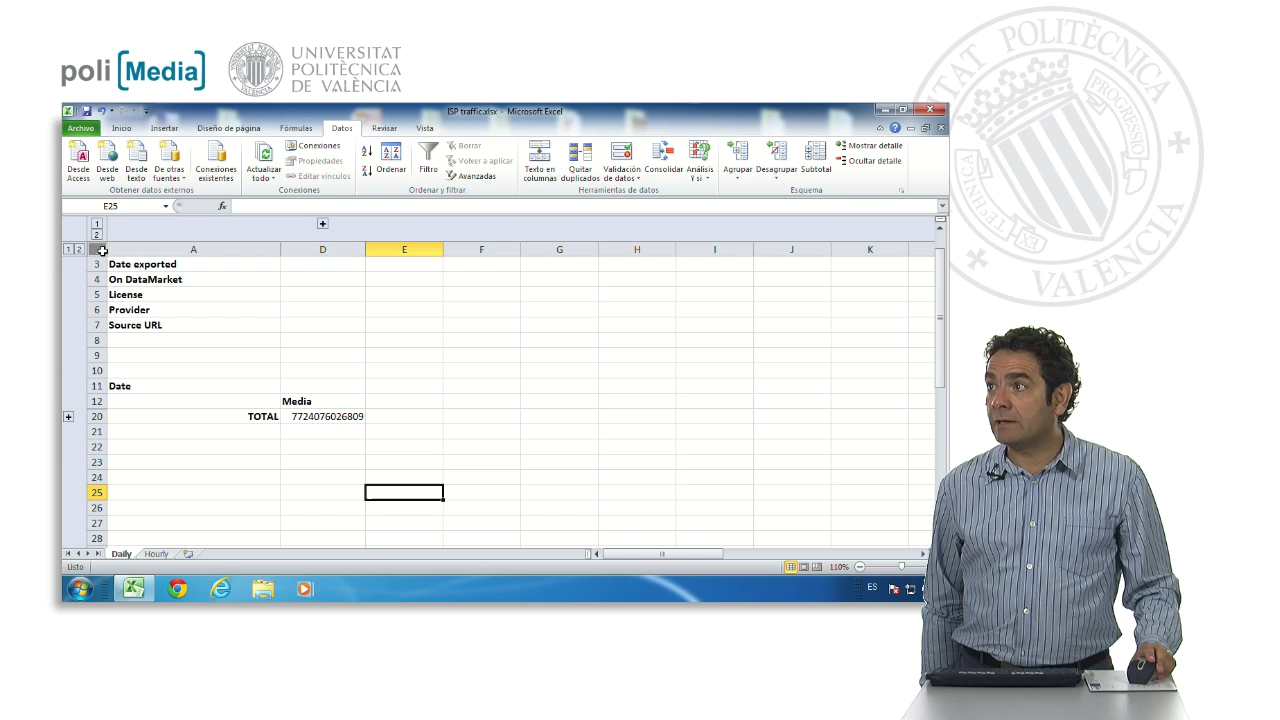 poli [Media]
UNIVERSITAT
POLITÈCNICA
DE VALÈNCIA
ISP traffic.xlsx - Microsoft Excel
Archivo Inicio Insertar Diseño de página Fórmulas Datos Revisar Vista
Desde Access
Desde web
Desde texto
De otras fuentes
Conexiones existentes
Obtener datos externos
Actualizar todo
Conexiones
Propiedades
Editar vínculos
Conexiones
Ordenar
Filtro
Borrar
Volver a aplicar
Avanzadas
Ordenar y filtrar
Texto en columnas
Quitar duplicados
Validación de datos
Consolidar
Análisis Y si
Herramientas de datos
Agrupar
Desagrupar
Subtotal
Mostrar detalle
Ocultar detalle
Esquema
E25 fx
1
2
1 2 A D E F G H I J K
3 Date exported
4 On DataMarket
5 License
6 Provider
7 Source URL
8
9
10
11 Date
12 Media
20 TOTAL 7724076026809
21
22
23
24
25
26
27
28
Daily Hourly
Listo 110%
ES